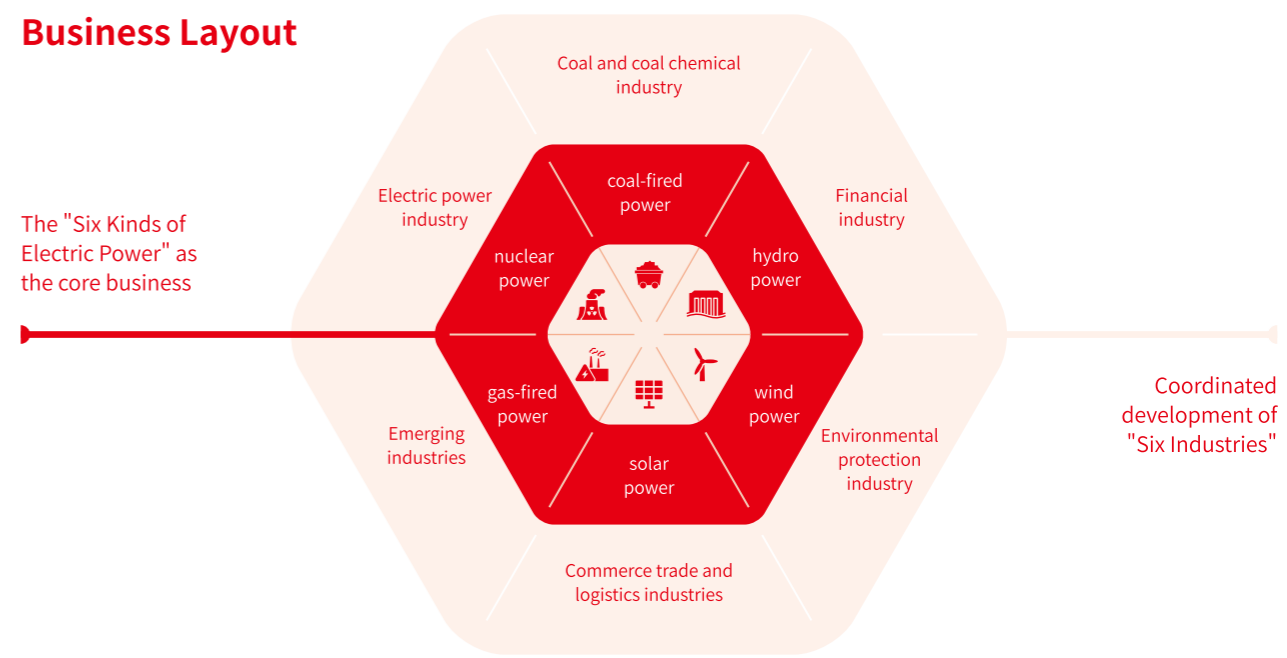 Business Layout
Coal and coal chemical
industry
Electric power
industry
Financial
industry
coal-fired
power
The "Six Kinds of
Electric Power" as
the core business
nuclear
power
hydro
power
gas-fired
power
wind
power
Emerging
industries
Environmental
protection
industry
solar
power
Coordinated
development of
"Six Industries"
Commerce trade and
logistics industries